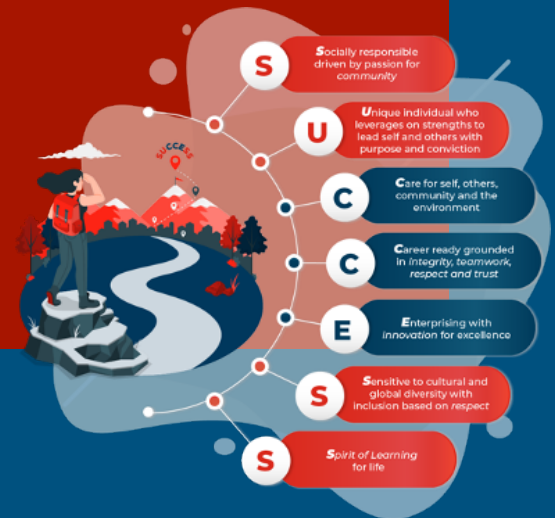 SUCCESS
S
Socially responsible
driven by passion for
community
U
Unique individual who
leverages on strengths to
lead self and others with
purpose and conviction
C
Care for self, others,
community and the
environment
C
Career ready grounded
in integrity, teamwork,
respect and trust
E
Enterprising with
innovation for excellence
S
Sensitive to cultural and
global diversity with
inclusion based on respect
S
Spirit of Learning
for life